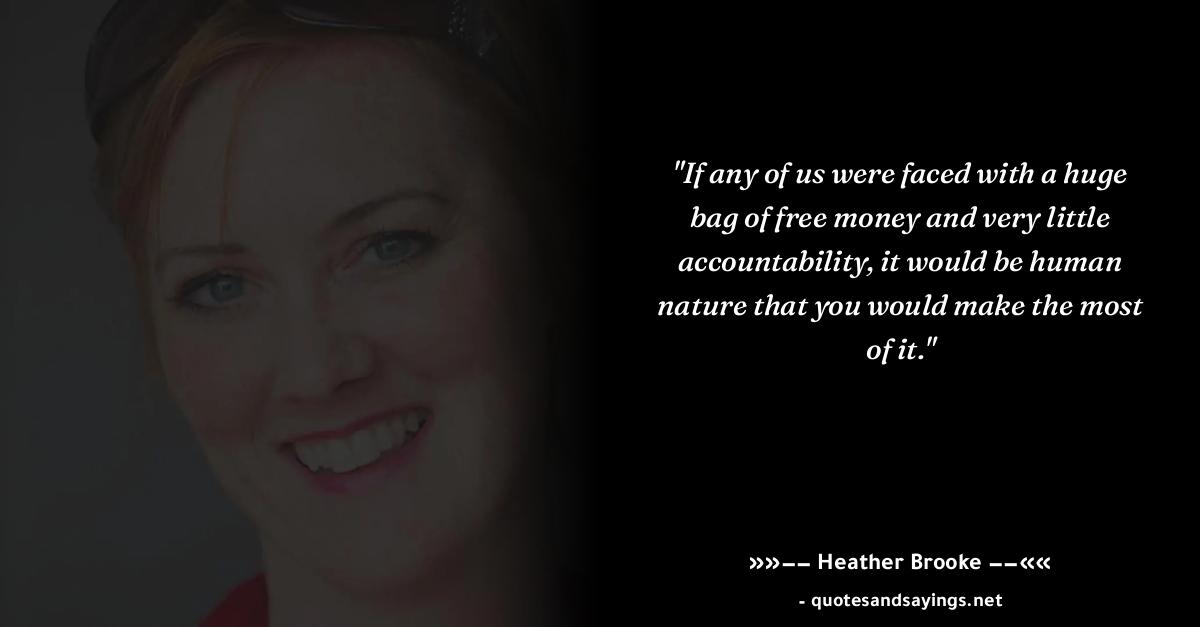 "If any of us were faced with a huge
bag of free money and very little
accountability, it would be human
nature that you would make the most
of it."
»»−− Heather Brooke −−««
- quotesandsayings.net